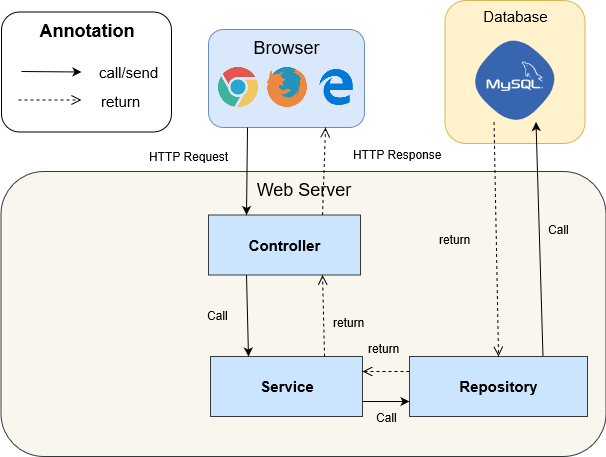 Annotation
call/send
return
Browser
Database
MySQL
HTTP Request
HTTP Response
Web Server
Controller
return
Call
Call
return
return
Service
Repository
Call